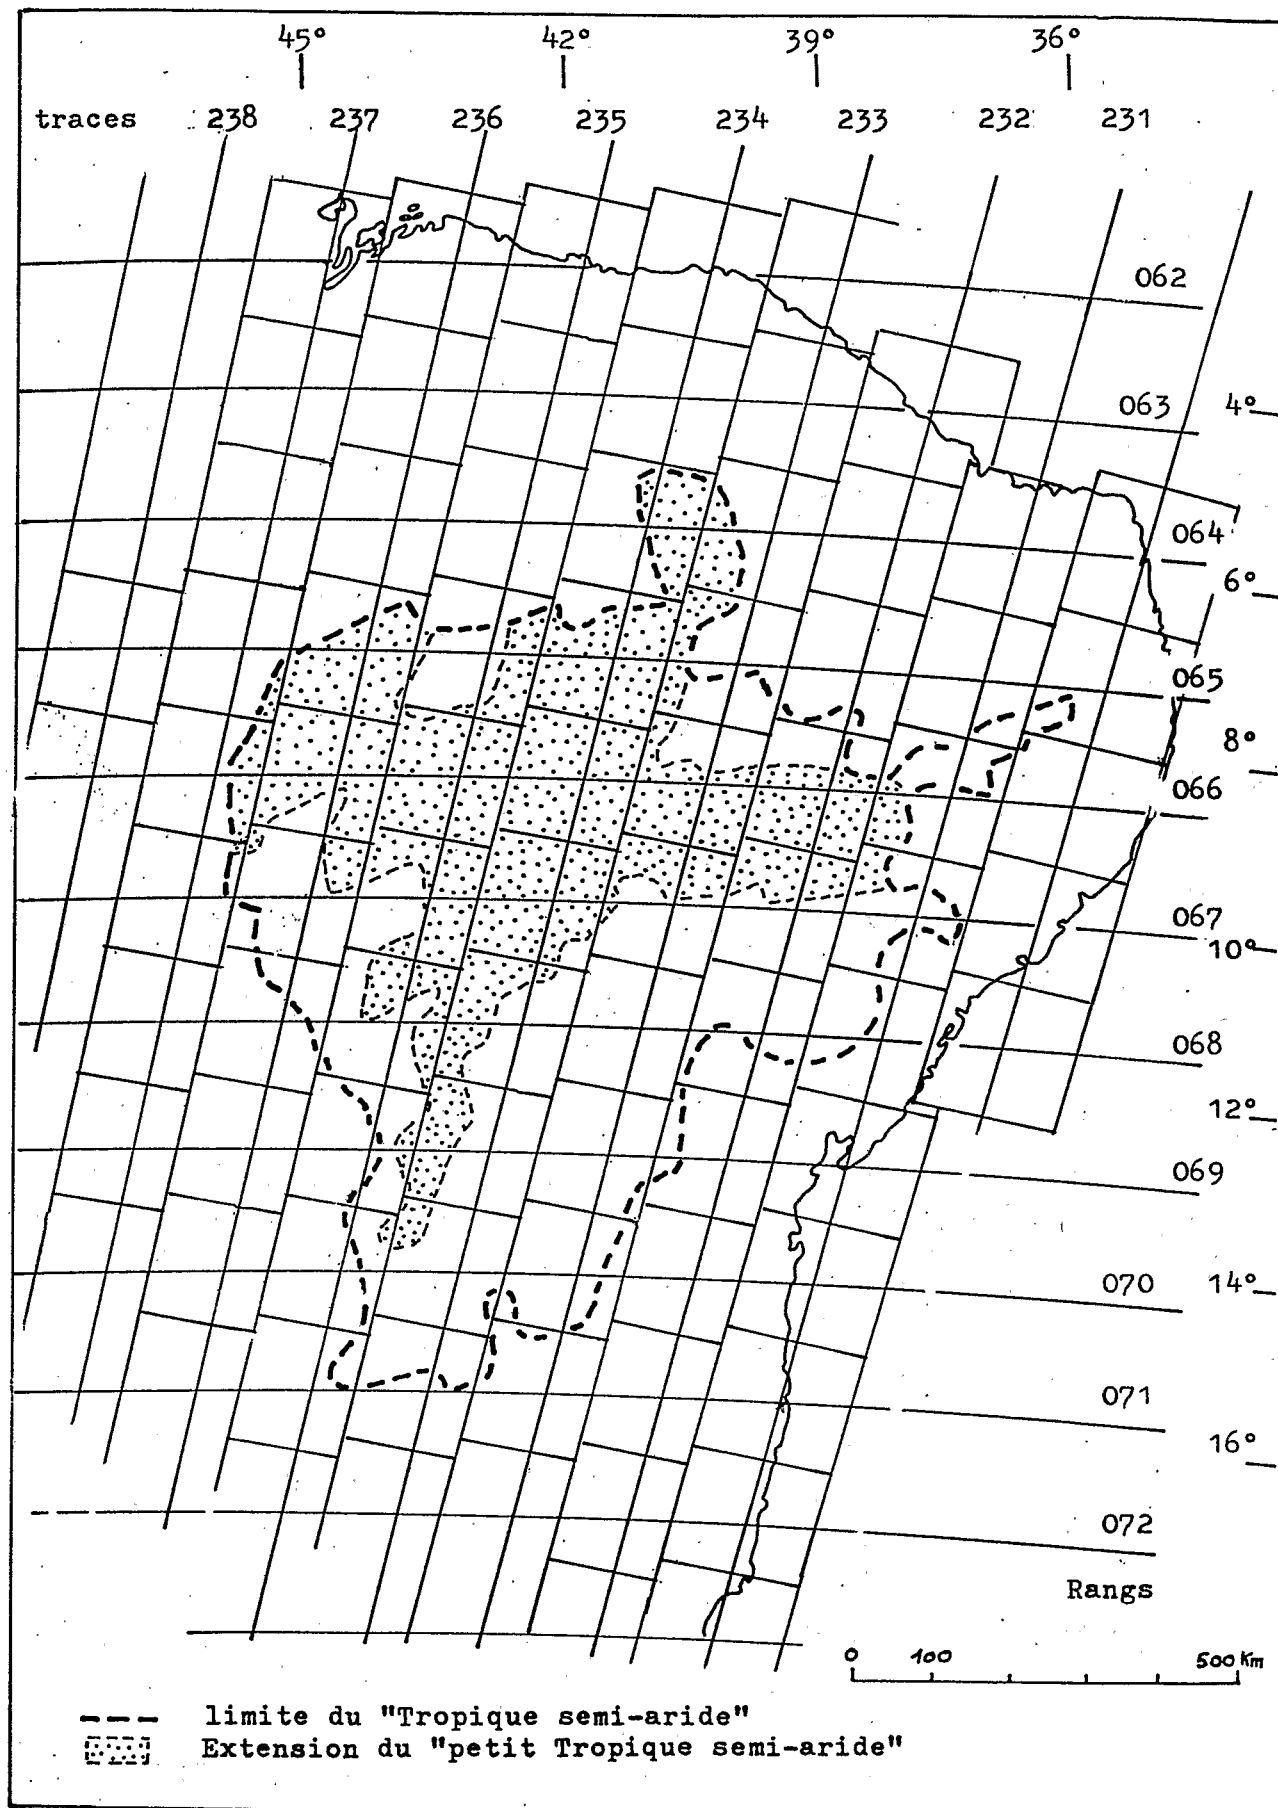 45° 42° 39° 36°
traces 238 237 236 235 234 233 232 231
062
063 4°
064
6°
065
8°
066
067
10°
068
12°
069
070 14°
071
16°
072
Rangs
0 100 500 Km
limite du "Tropique semi-aride"
Extension du "petit Tropique semi-aride"